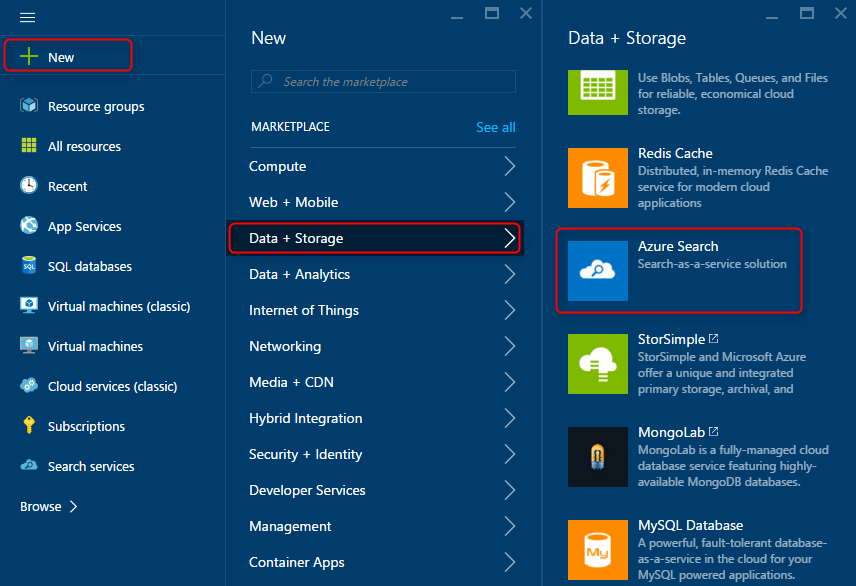 New
Resource groups
All resources
Recent
App Services
SQL
SQL databases
Virtual machines (classic)
Virtual machines
Cloud services (classic)
Subscriptions
Search services
Browse
New
Search the marketplace
MARKETPLACE
See all
Compute
Web + Mobile
Data + Storage
Data + Analytics
Internet of Things
Networking
Media + CDN
Hybrid Integration
Security + Identity
Developer Services
Management
Container Apps
Data + Storage
Use Blobs, Tables, Queues, and Files
for reliable, economical cloud
storage.
Redis Cache
Distributed, in-memory Redis Cache
service for modern cloud
applications
Azure Search
Search-as-a-service solution
StorSimple
StorSimple and Microsoft Azure
offer a unique and integrated
primary storage, archival, and
MongoLab
MongoLab is a fully-managed cloud
database service featuring highly-
available MongoDB databases.
My
MySQL Database
A powerful, fault-tolerant database-
as-a-service in the cloud for your
MySQL powered applications.